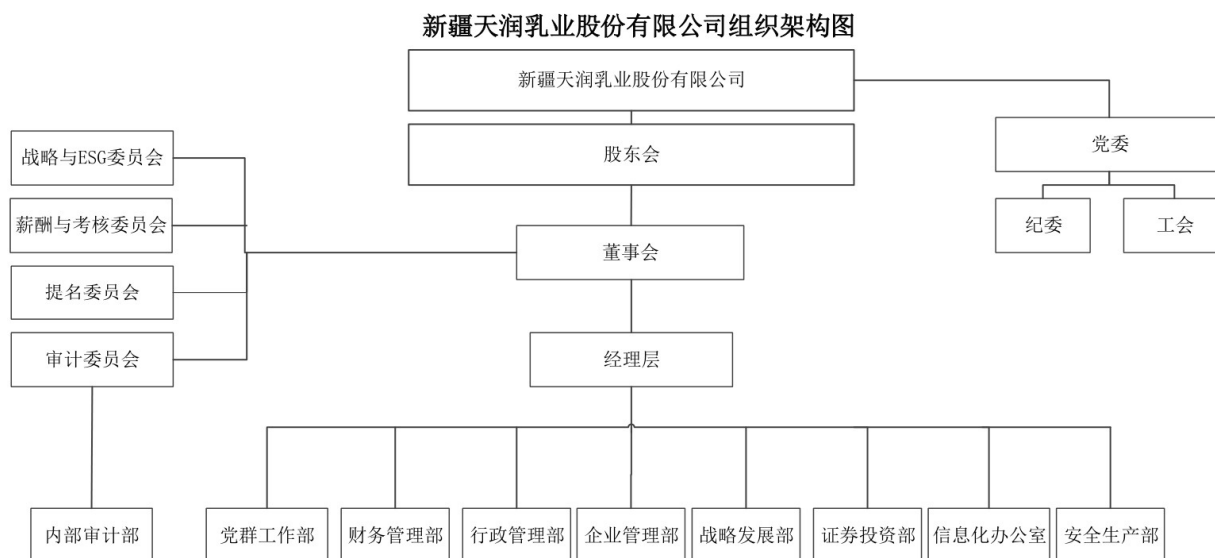 新疆天润乳业股份有限公司组织架构图
新疆天润乳业股份有限公司
股东会
党委
战略与ESG委员会
薪酬与考核委员会
纪委
工会
董事会
提名委员会
审计委员会
经理层
内部审计部
党群工作部
财务管理部
行政管理部
企业管理部
战略发展部
证券投资部
信息化办公室
安全生产部